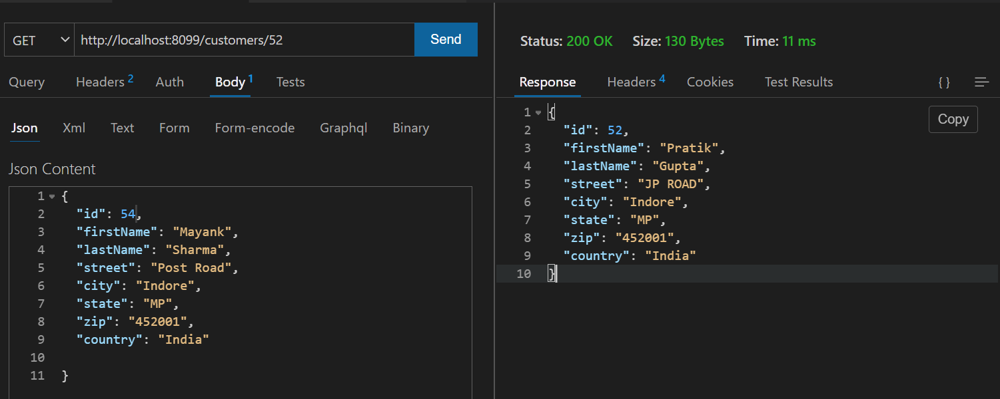 GET http://localhost:8099/customers/52 Send
Query Headers 2 Auth Body 1 Tests
Json Xml Text Form Form-encode Graphql Binary
Json Content
1 {
2 "id": 54,
3 "firstName": "Mayank",
4 "lastName": "Sharma",
5 "street": "Post Road",
6 "city": "Indore",
7 "state": "MP",
8 "zip": "452001",
9 "country": "India"
10
11 }
Status: 200 OK Size: 130 Bytes Time: 11 ms
Response Headers 4 Cookies Test Results { }
Copy
1 {
2 "id": 52,
3 "firstName": "Pratik",
4 "lastName": "Gupta",
5 "street": "JP ROAD",
6 "city": "Indore",
7 "state": "MP",
8 "zip": "452001",
9 "country": "India"
10 }